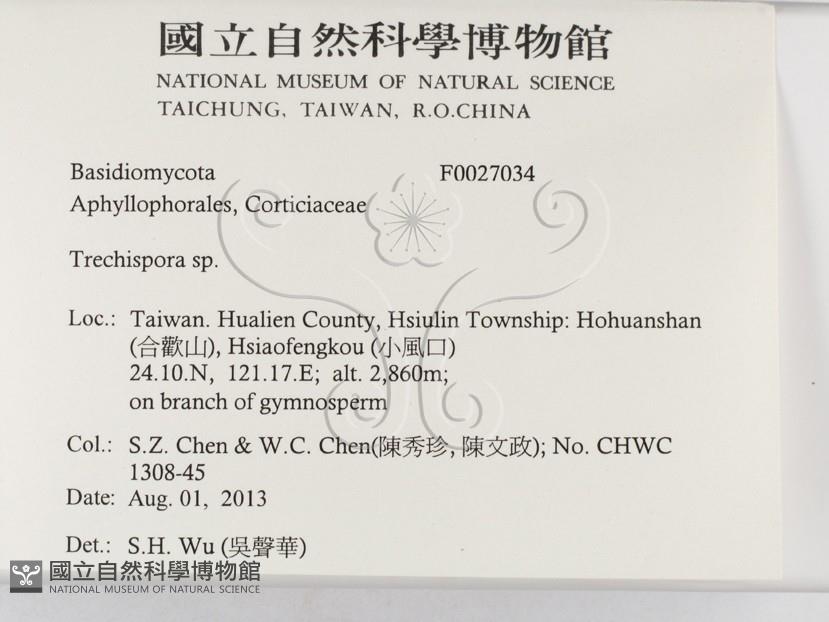 國立自然科學博物館
NATIONAL MUSEUM OF NATURAL SCIENCE
TAICHUNG, TAIWAN, R.O.CHINA
Basidiomycota F0027034
Aphyllophorales, Corticiaceae
Trechispora sp.
Loc.: Taiwan. Hualien County, Hsiulin Township: Hohuanshan
(合歡山), Hsiaofengkou (小風口)
24.10.N, 121.17.E; alt. 2,860m;
on branch of gymnosperm
Col.: S.Z. Chen & W.C. Chen(陳秀珍, 陳文政); No. CHWC
1308-45
Date: Aug. 01, 2013
Det.: S.H. Wu (吳聲華)
國立自然科學博物館
NATIONAL MUSEUM OF NATURAL SCIENCE